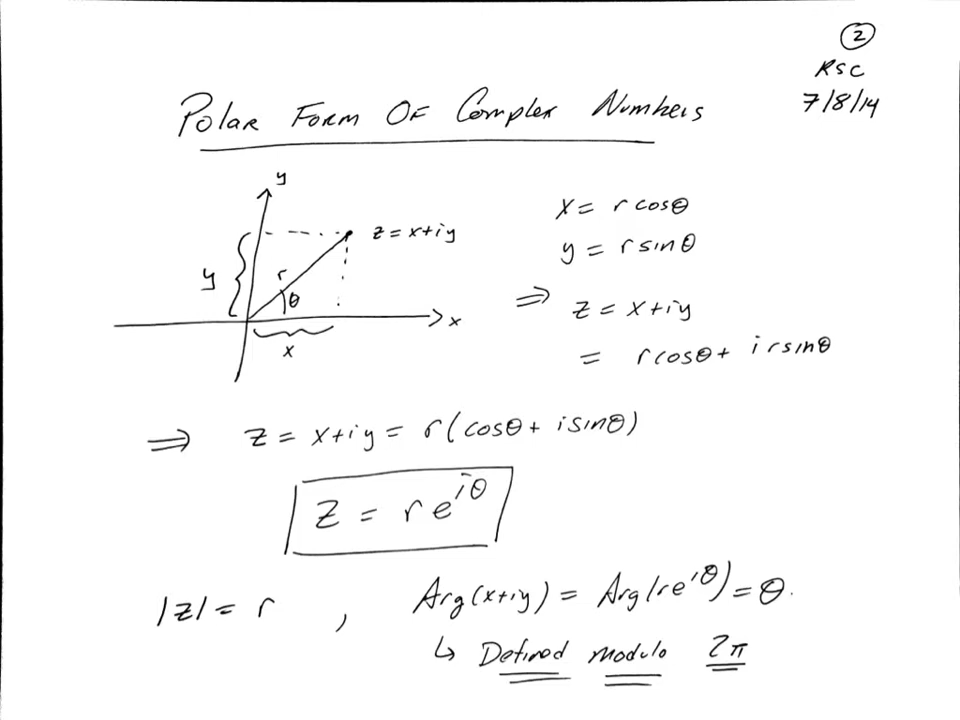 2
RSC
7/8/14
Polar Form Of Complex Numbers
y
z = x+iy
y
r
θ
x
x
x = r cosθ
y = r sinθ
⇒ z = x+iy
= rcosθ + i r sinθ
⇒ z = x+iy = r(cosθ + i sinθ)
z = re^{iθ}
|z| = r , Arg(x+iy) = Arg(re^{iθ}) = θ.
↳ Defined modulo 2π